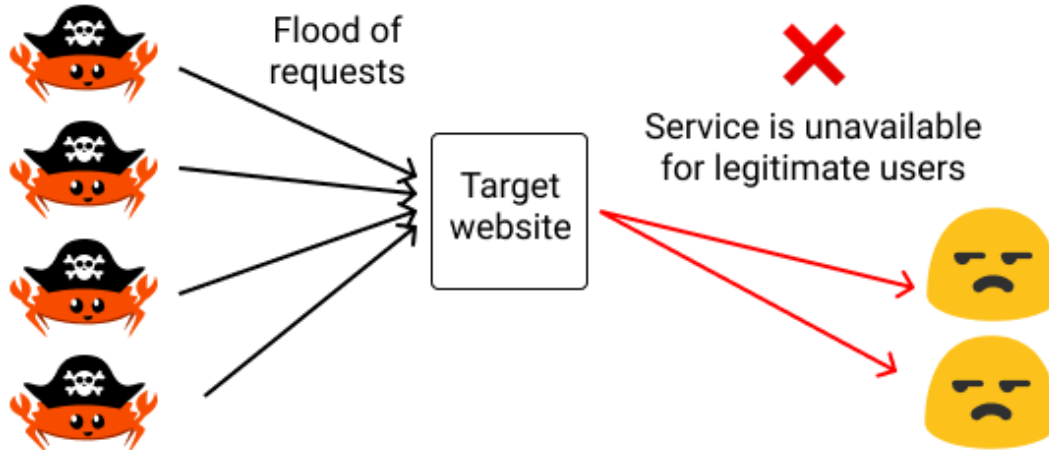 Flood of
requests
Target
website
Service is unavailable
for legitimate users